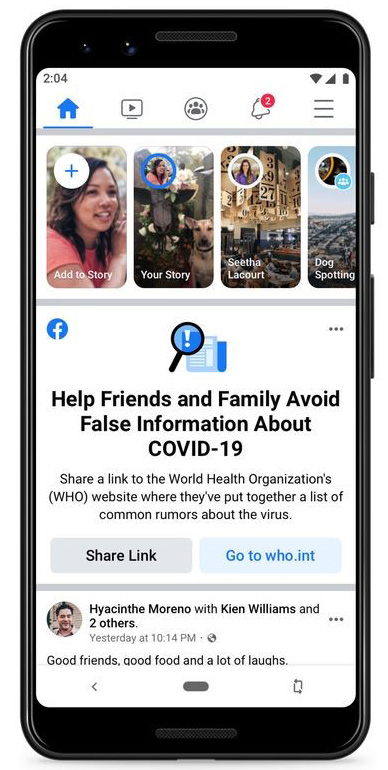 2:04
2
Add to Story
Your Story
Seetha
Lacourt
Dog
Spotting
Help Friends and Family Avoid
False Information About
COVID-19
Share a link to the World Health Organization's
(WHO) website where they've put together a list of
common rumors about the virus.
Share Link
Go to who.int
Hyacinthe Moreno with Kien Williams and
2 others.
Yesterday at 10:14 PM ·
Good friends, good food and a lot of laughs.